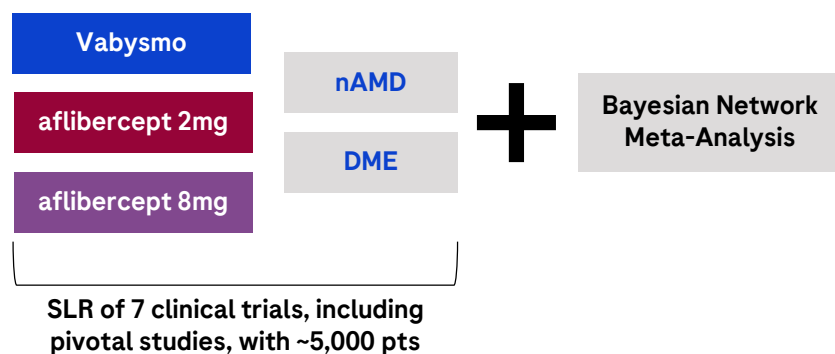 Vabysmo
aflibercept 2mg
aflibercept 8mg
nAMD
DME
Bayesian Network
Meta-Analysis
SLR of 7 clinical trials, including
pivotal studies, with ~5,000 pts